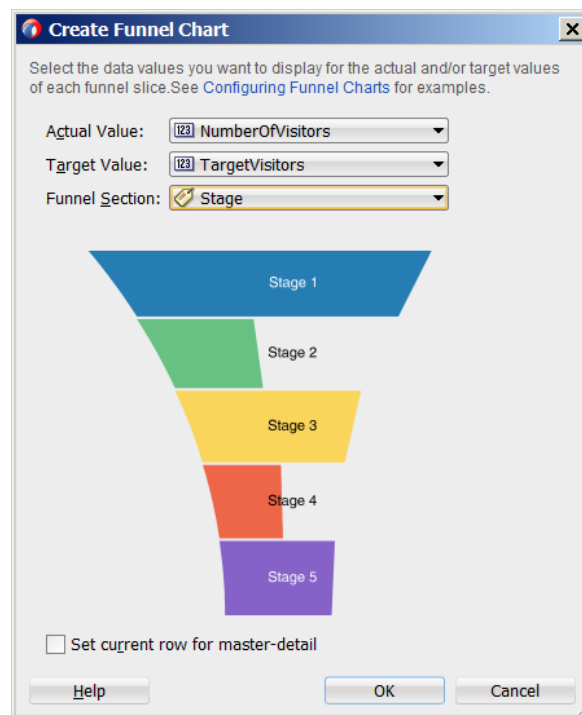 Create Funnel Chart
Select the data values you want to display for the actual and/or target values
of each funnel slice.See Configuring Funnel Charts for examples.
Actual Value: 123 NumberOfVisitors
Target Value: 123 TargetVisitors
Funnel Section: Stage
Stage 1
Stage 2
Stage 3
Stage 4
Stage 5
Set current row for master-detail
Help OK Cancel